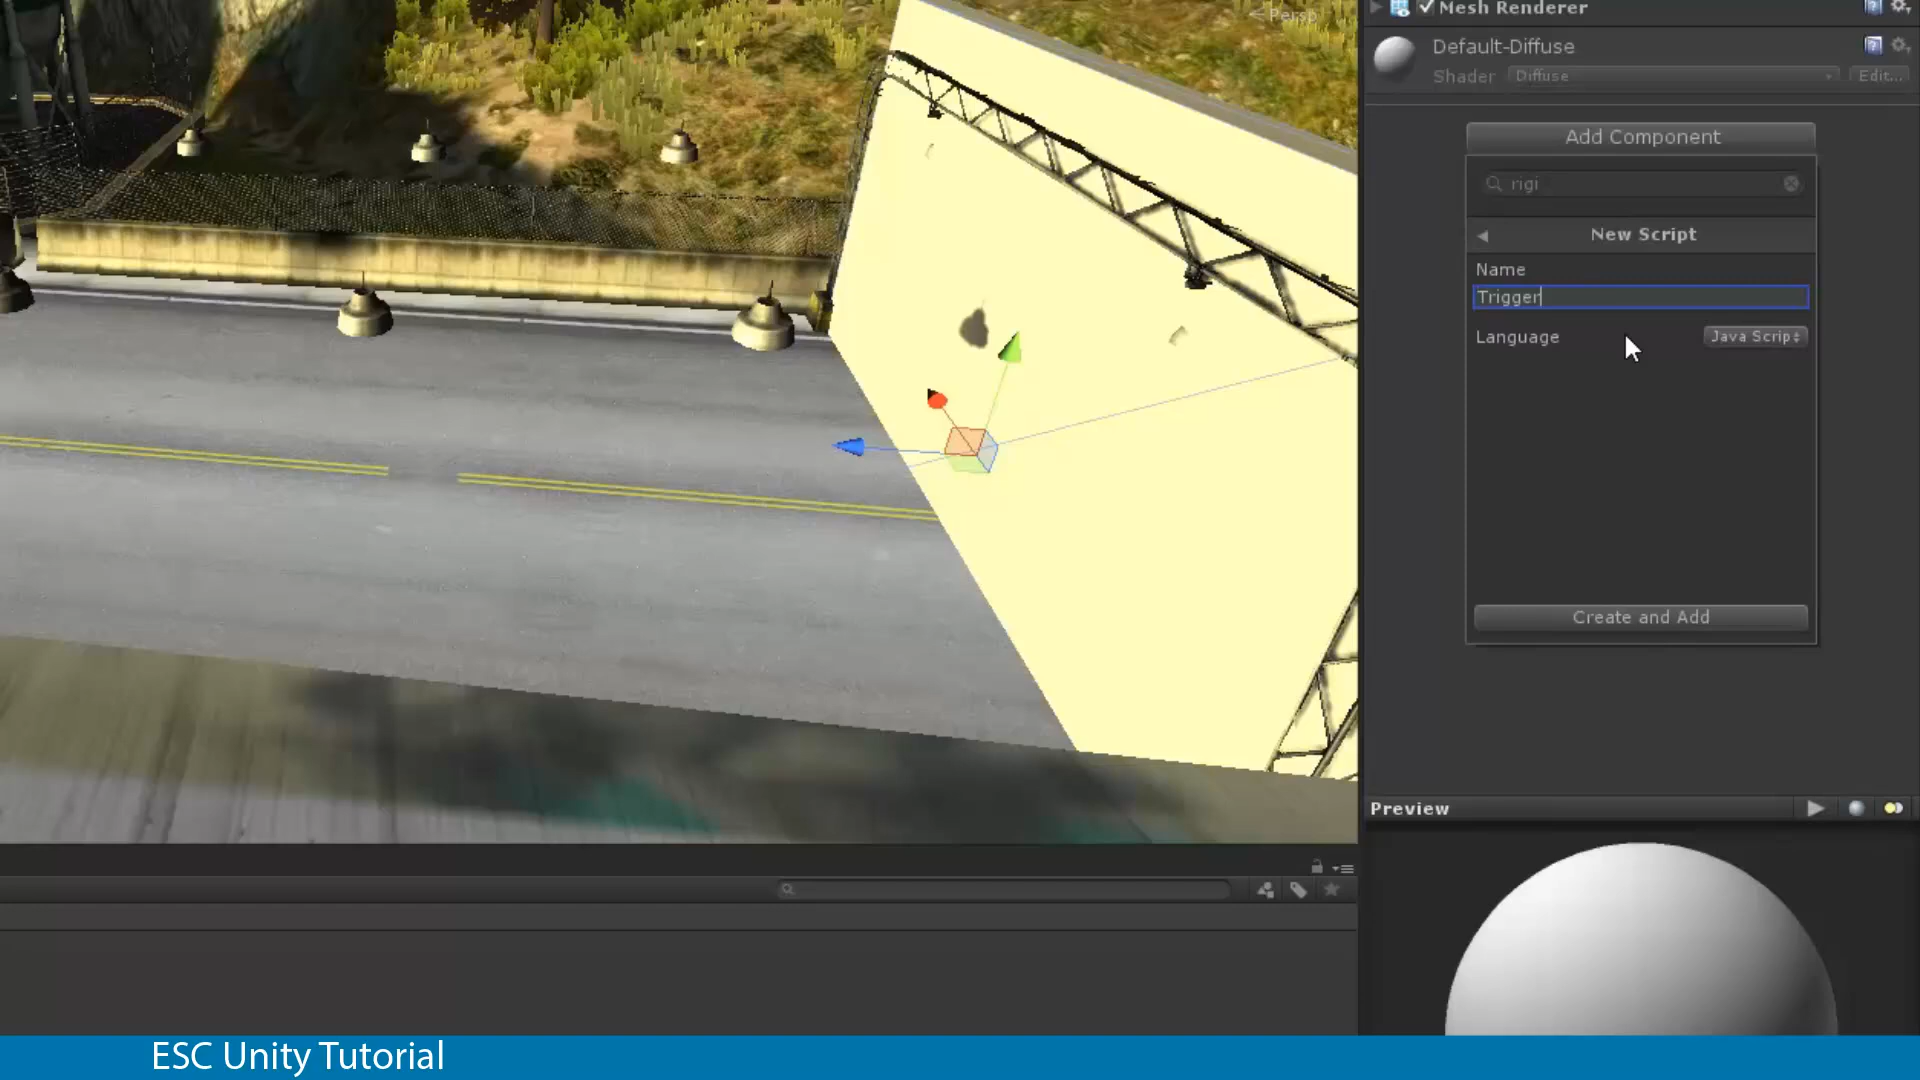 Persp
Mesh Renderer
Default-Diffuse
Shader Diffuse Edit...
Add Component
rigi
New Script
Name
Trigger
Language Java Scrip
Create and Add
Preview
ESC Unity Tutorial